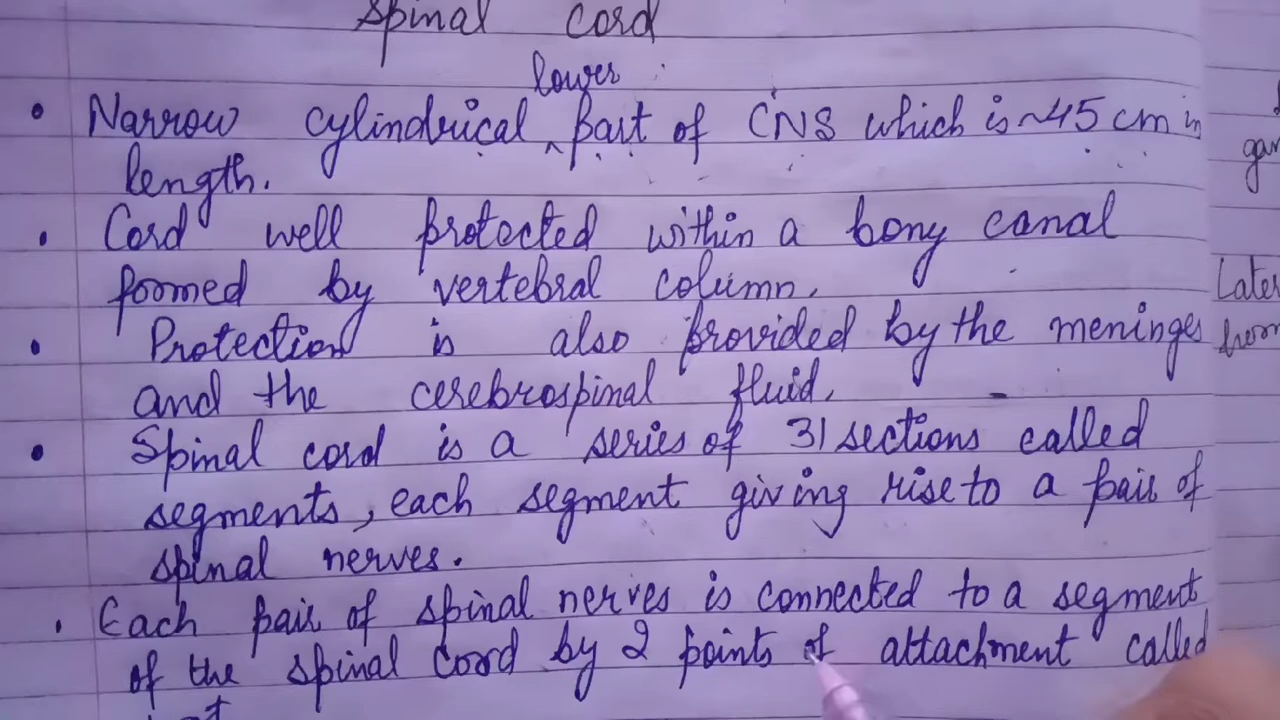 Spinal Cord
lower
• Narrow cylindrical ^ part of CNS which is ~45 cm in
length.
• Cord well protected within a bony canal
formed by vertebral column.
• Protection is also provided by the meninges
and the cerebrospinal fluid.
• Spinal cord is a series of 31 sections called
segments, each segment giving rise to a pair of
spinal nerves.
• Each pair of spinal nerves is connected to a segment
of the spinal cord by 2 points of attachment called